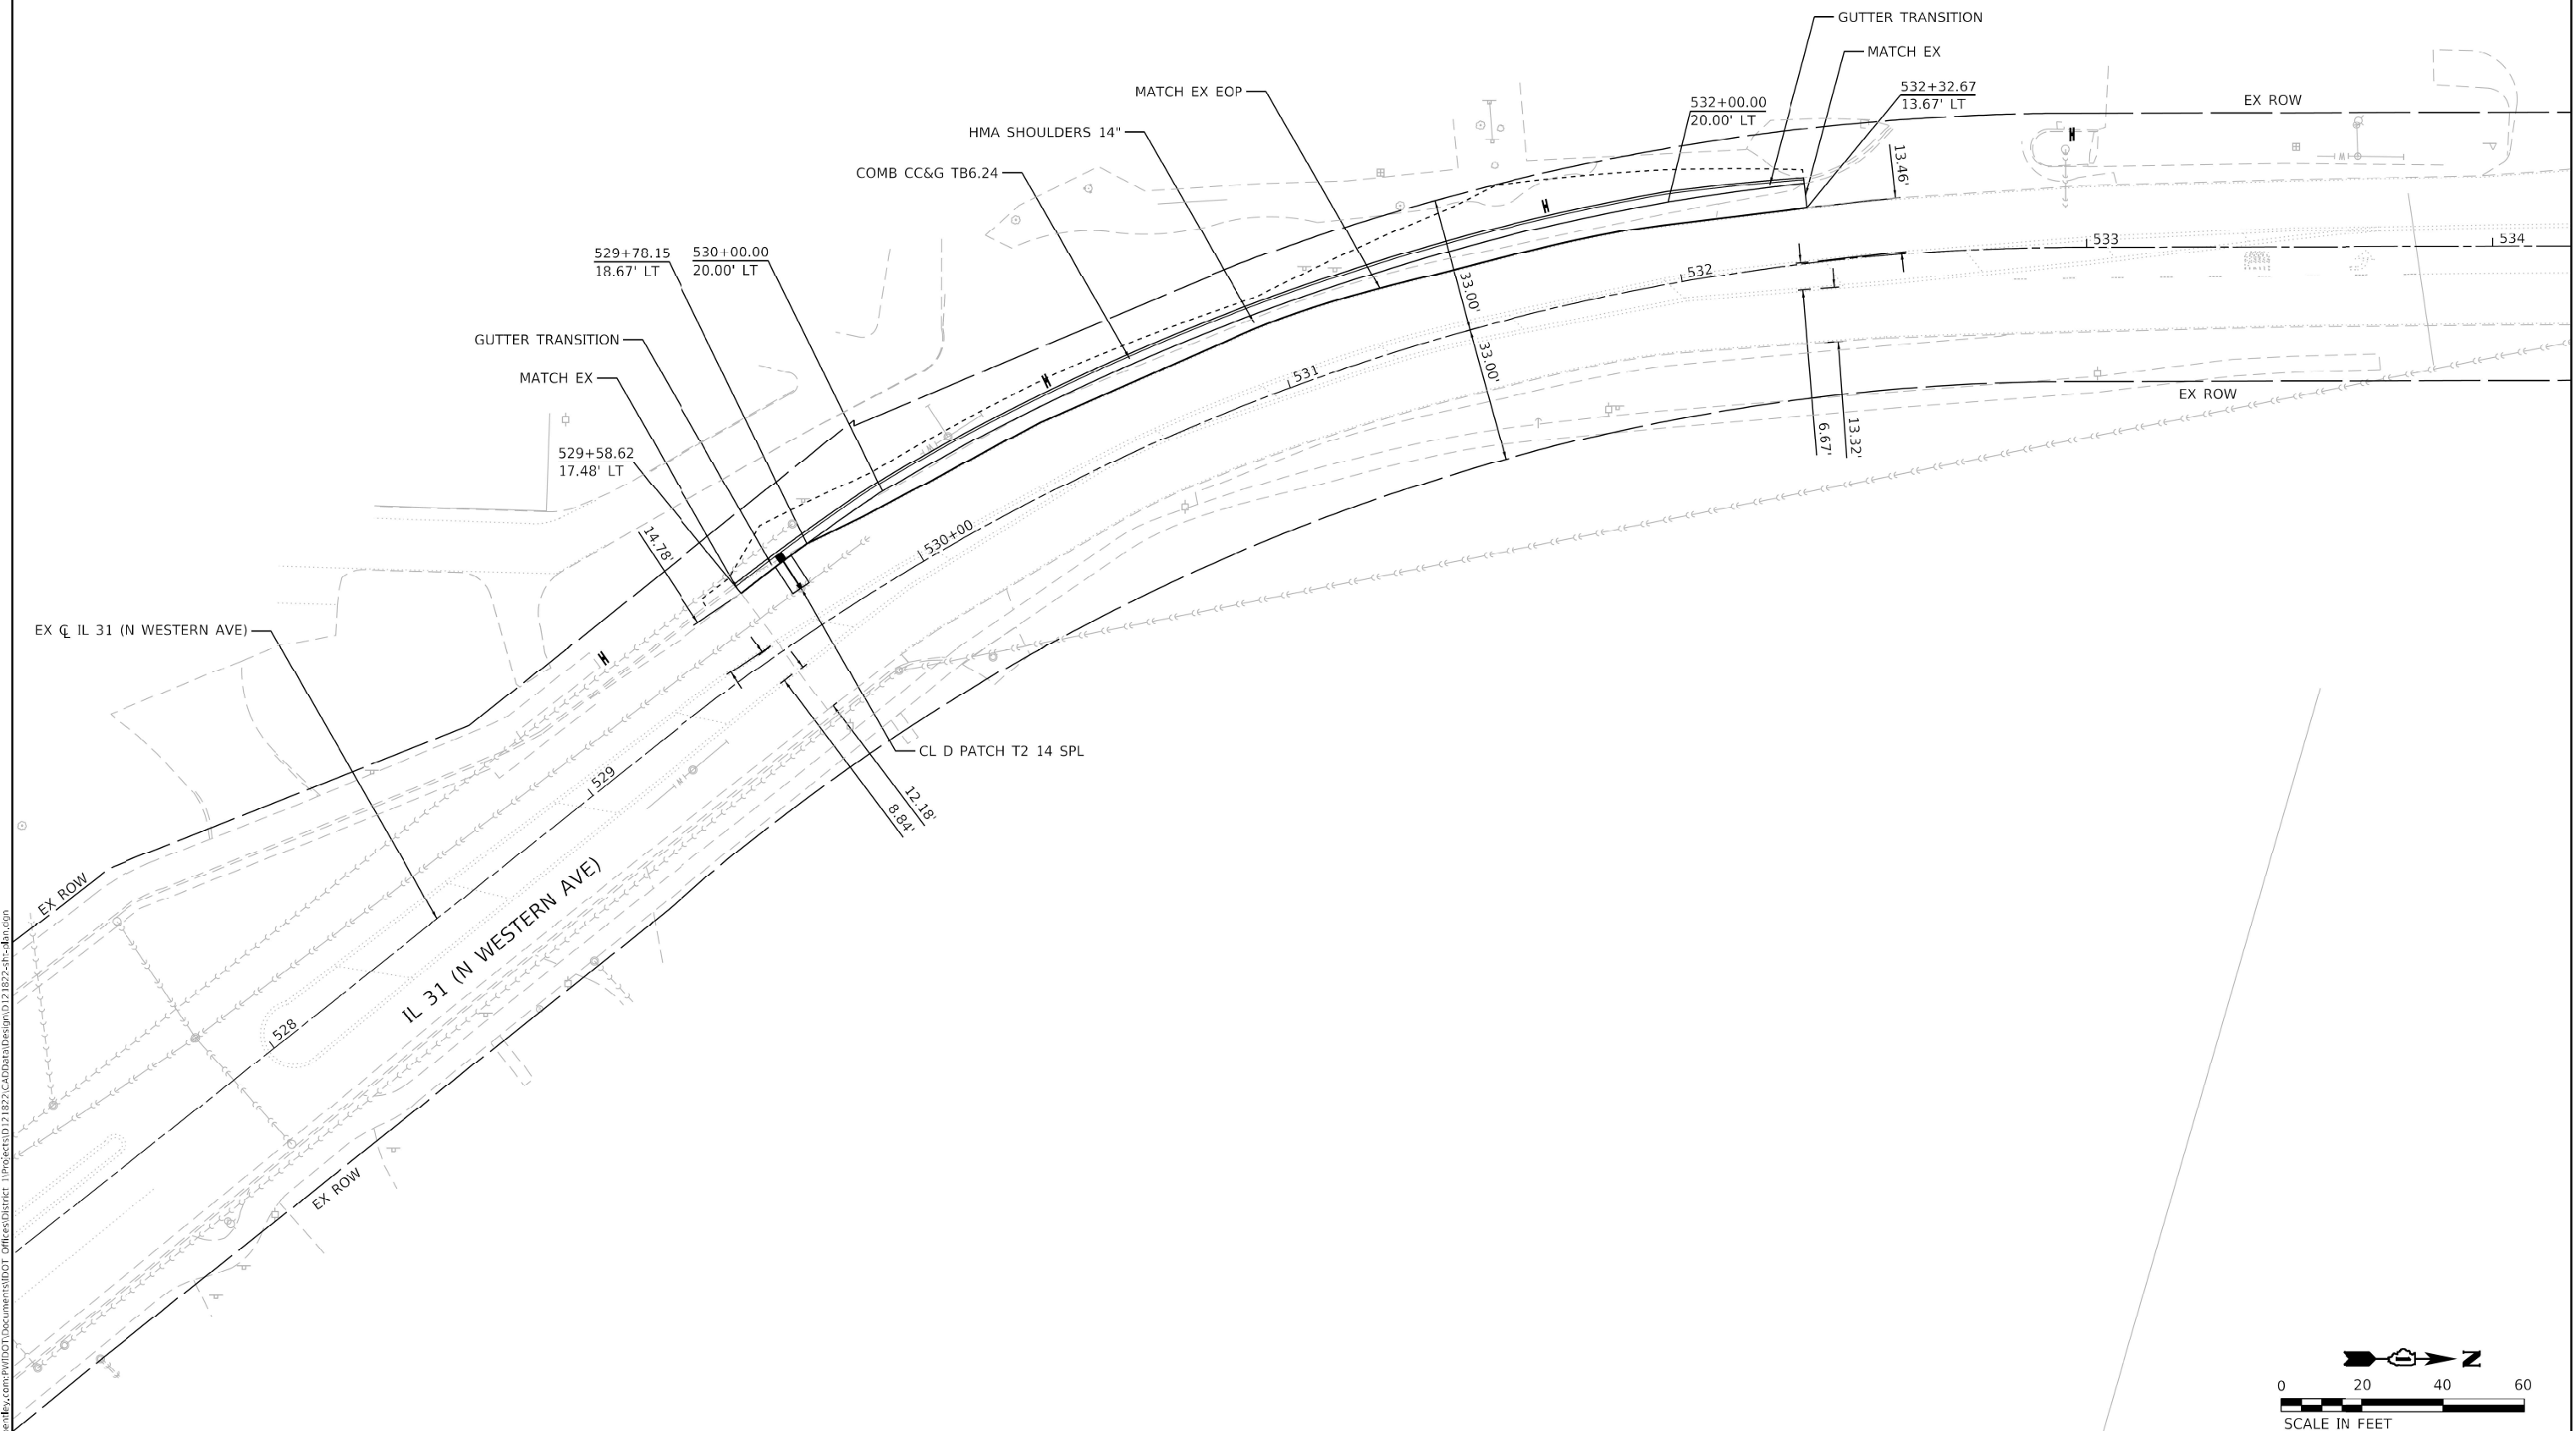 GUTTER TRANSITION
MATCH EX
532+32.67
13.67' LT
EX ROW
MATCH EX EOP
532+00.00
20.00' LT
HMA SHOULDERS 14"
COMB CC&G TB6.24
13.46'
529+78.15
18.67' LT
530+00.00
20.00' LT
533
534
532
33.00'
GUTTER TRANSITION
33.00'
MATCH EX
531
EX ROW
6.67'
13.32'
529+58.62
17.48' LT
14.78'
530+00
EX ℄ IL 31 (N WESTERN AVE)
CL D PATCH T2 14 SPL
529
12.18'
8.84'
EX ROW
IL 31 (N WESTERN AVE)
528
EX ROW
N
0 20 40 60
SCALE IN FEET